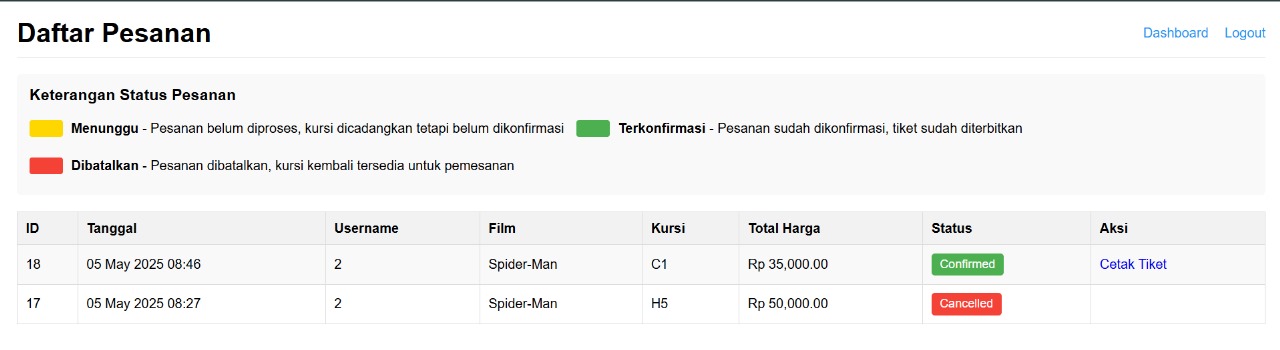 Daftar Pesanan
Dashboard Logout
Keterangan Status Pesanan
Menunggu - Pesanan belum diproses, kursi dicadangkan tetapi belum dikonfirmasi
Terkonfirmasi - Pesanan sudah dikonfirmasi, tiket sudah diterbitkan
Dibatalkan - Pesanan dibatalkan, kursi kembali tersedia untuk pemesanan
ID Tanggal Username Film Kursi Total Harga Status Aksi
18 05 May 2025 08:46 2 Spider-Man C1 Rp 35,000.00 Confirmed Cetak Tiket
17 05 May 2025 08:27 2 Spider-Man H5 Rp 50,000.00 Cancelled